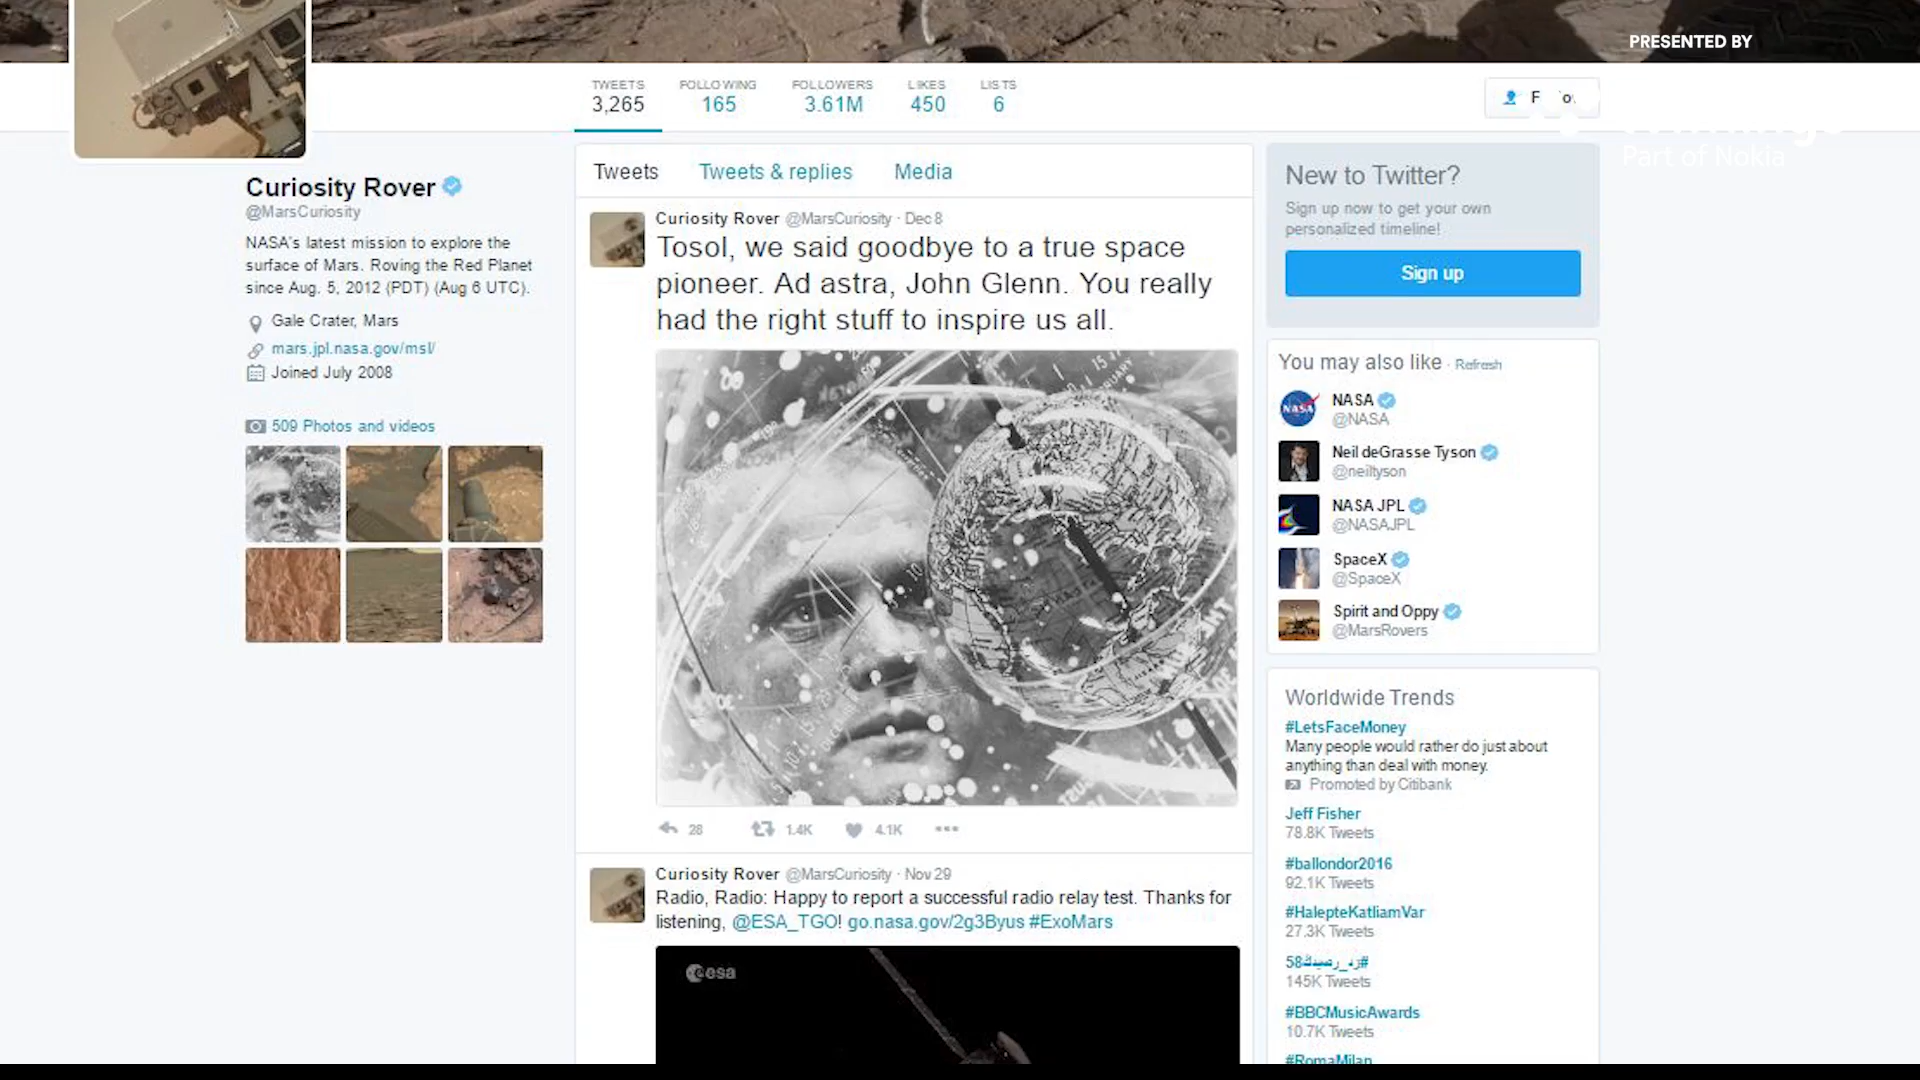 PRESENTED BY
Part of Nokia
TWEETS
3,265
FOLLOWING
165
FOLLOWERS
3.61M
LIKES
450
LISTS
6
Curiosity Rover
@MarsCuriosity
NASA's latest mission to explore the
surface of Mars. Roving the Red Planet
since Aug. 5, 2012 (PDT) (Aug 6 UTC).
Gale Crater, Mars
mars.jpl.nasa.gov/msl/
Joined July 2008
509 Photos and videos
Tweets Tweets & replies Media
Curiosity Rover @MarsCuriosity · Dec 8
Tosol, we said goodbye to a true space
pioneer. Ad astra, John Glenn. You really
had the right stuff to inspire us all.
28 1.4K 4.1K
Curiosity Rover @MarsCuriosity · Nov 29
Radio, Radio: Happy to report a successful radio relay test. Thanks for
listening, @ESA_TGO! go.nasa.gov/2g3Byus #ExoMars
esa
New to Twitter?
Sign up now to get your own
personalized timeline!
Sign up
You may also like · Refresh
NASA
@NASA
Neil deGrasse Tyson
@neiltyson
NASA JPL
@NASAJPL
SpaceX
@SpaceX
Spirit and Oppy
@MarsRovers
Worldwide Trends
#LetsFaceMoney
Many people would rather do just about
anything than deal with money.
Promoted by Citibank
Jeff Fisher
78.8K Tweets
#ballondor2016
92.1K Tweets
#HalepteKatliamVar
27.3K Tweets
#زد_رصيدك58
145K Tweets
#BBCMusicAwards
10.7K Tweets
#RomaMilan